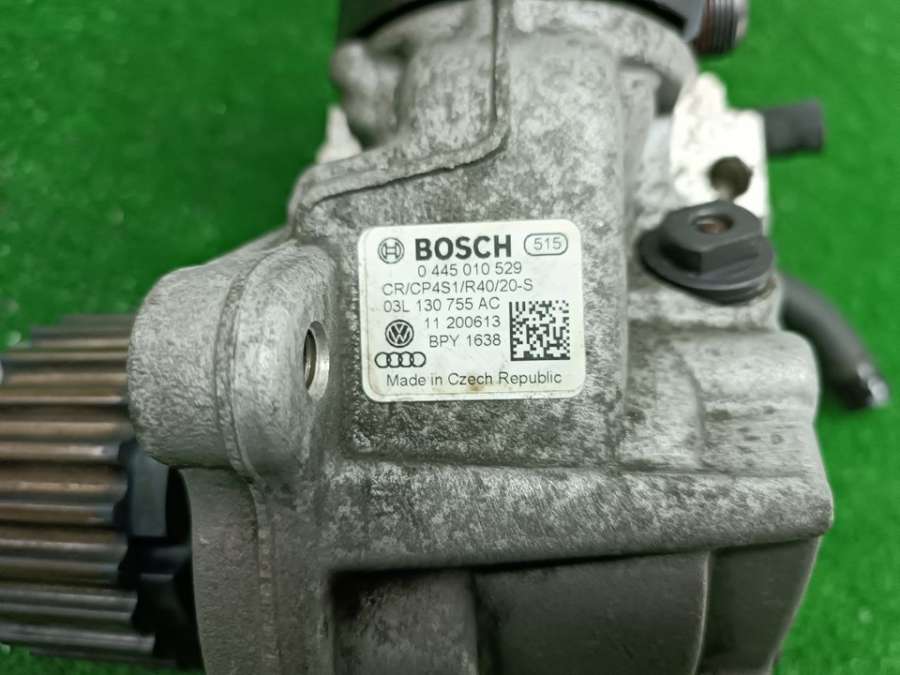 BOSCH 515
0 445 010 529
CR/CP4S1/R40/20-S
03L 130 755 AC
11 200613
BPY 1638
Made in Czech Republic